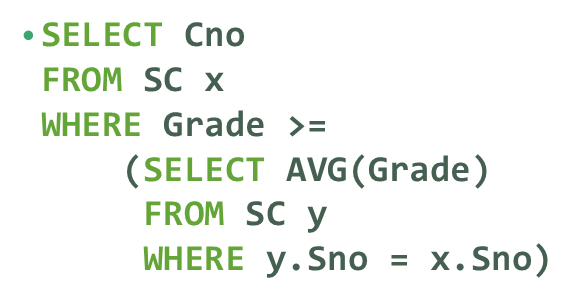 •SELECT Cno
FROM SC x
WHERE Grade >=
(SELECT AVG(Grade)
FROM SC y
WHERE y.Sno = x.Sno)